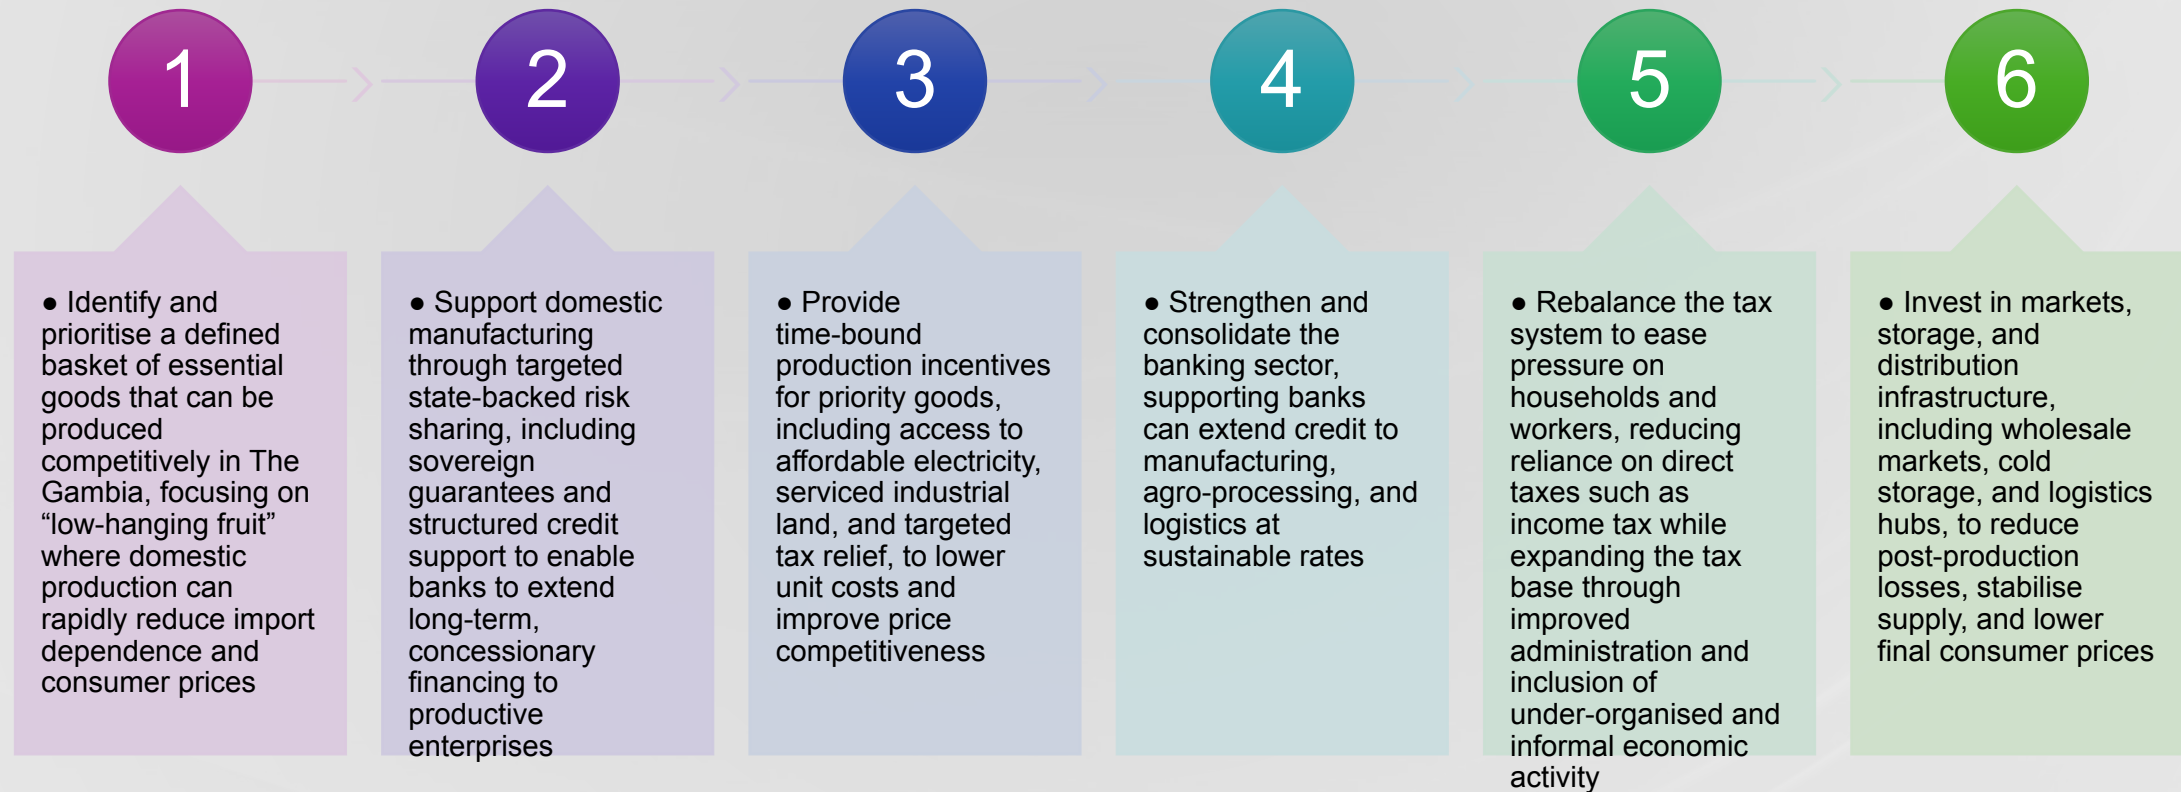 1
2
3
4
5
6
● Identify and
prioritise a defined
basket of essential
goods that can be
produced
competitively in The
Gambia, focusing on
“low-hanging fruit”
where domestic
production can
rapidly reduce import
dependence and
consumer prices
● Support domestic
manufacturing
through targeted
state-backed risk
sharing, including
sovereign
guarantees and
structured credit
support to enable
banks to extend
long-term,
concessionary
financing to
productive
enterprises
● Provide
time-bound
production incentives
for priority goods,
including access to
affordable electricity,
serviced industrial
land, and targeted
tax relief, to lower
unit costs and
improve price
competitiveness
● Strengthen and
consolidate the
banking sector,
supporting banks
can extend credit to
manufacturing,
agro-processing, and
logistics at
sustainable rates
● Rebalance the tax
system to ease
pressure on
households and
workers, reducing
reliance on direct
taxes such as
income tax while
expanding the tax
base through
improved
administration and
inclusion of
under-organised and
informal economic
activity
● Invest in markets,
storage, and
distribution
infrastructure,
including wholesale
markets, cold
storage, and logistics
hubs, to reduce
post-production
losses, stabilise
supply, and lower
final consumer prices